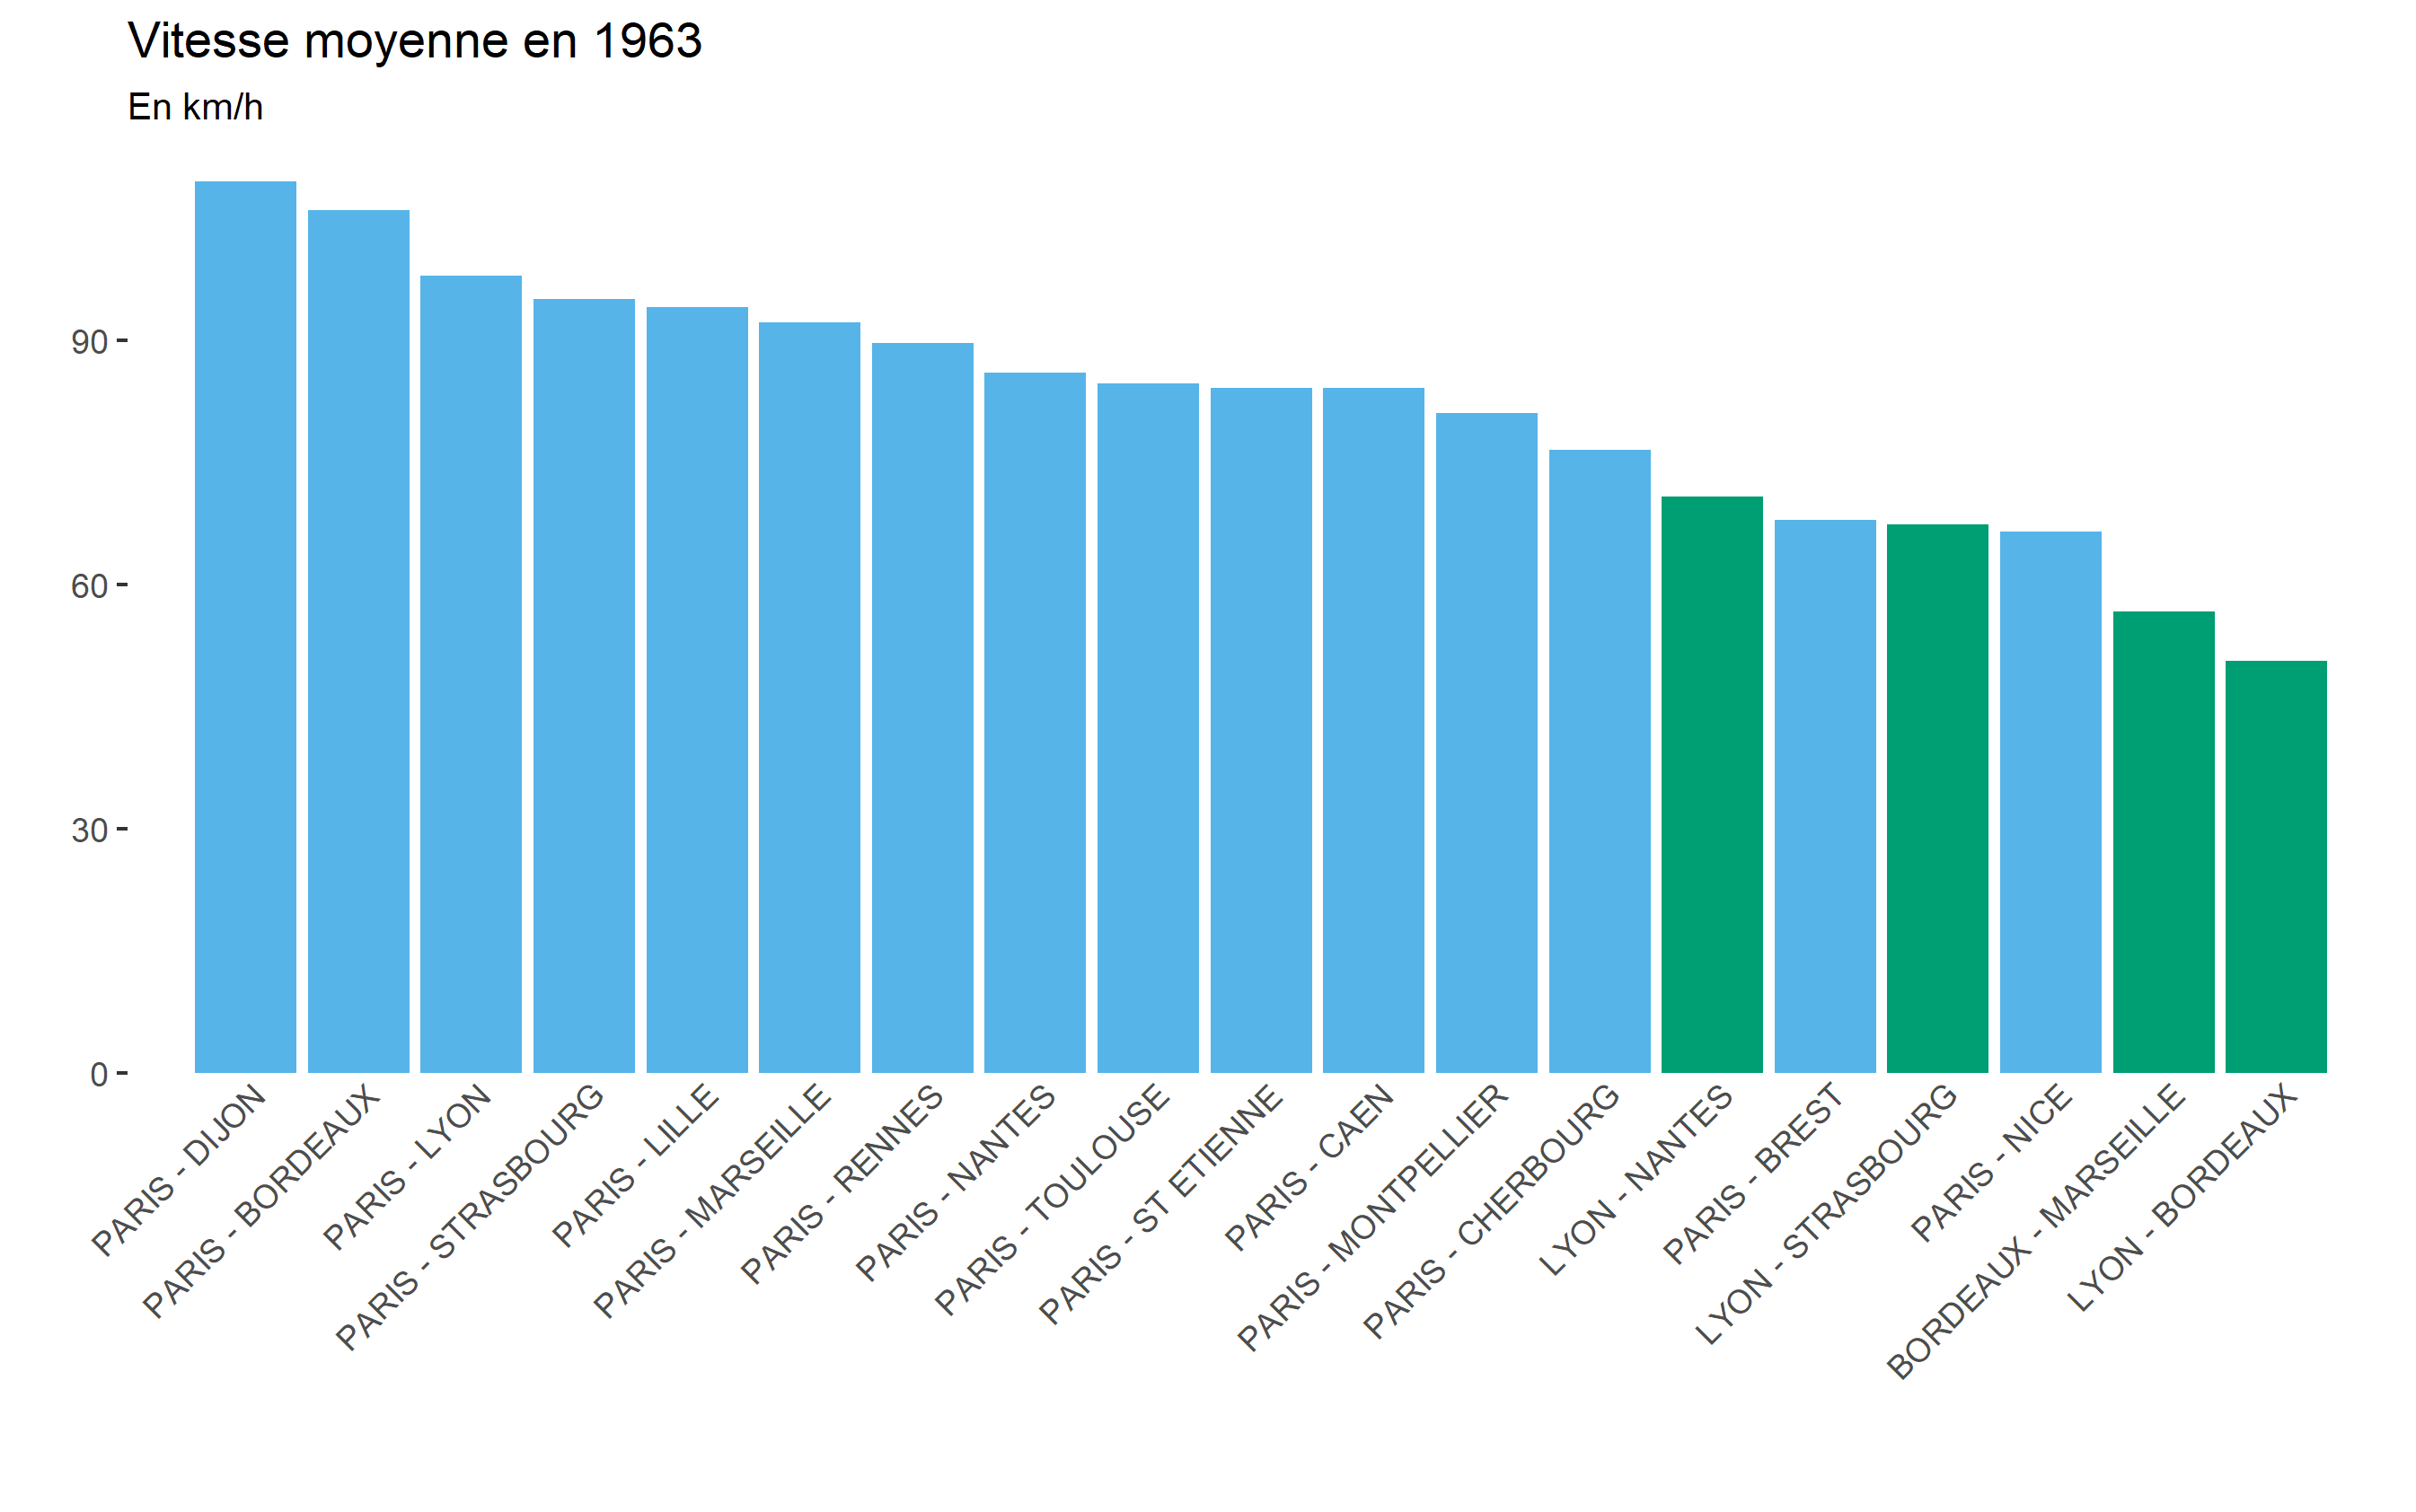 Vitesse moyenne en 1963
En km/h
90
60
30
0
PARIS - DIJON
PARIS - BORDEAUX
PARIS - LYON
PARIS - STRASBOURG
PARIS - LILLE
PARIS - MARSEILLE
PARIS - RENNES
PARIS - NANTES
PARIS - TOULOUSE
PARIS - ST ETIENNE
PARIS - CAEN
PARIS - MONTPELLIER
PARIS - CHERBOURG
LYON - NANTES
PARIS - BREST
LYON - STRASBOURG
PARIS - NICE
BORDEAUX - MARSEILLE
LYON - BORDEAUX